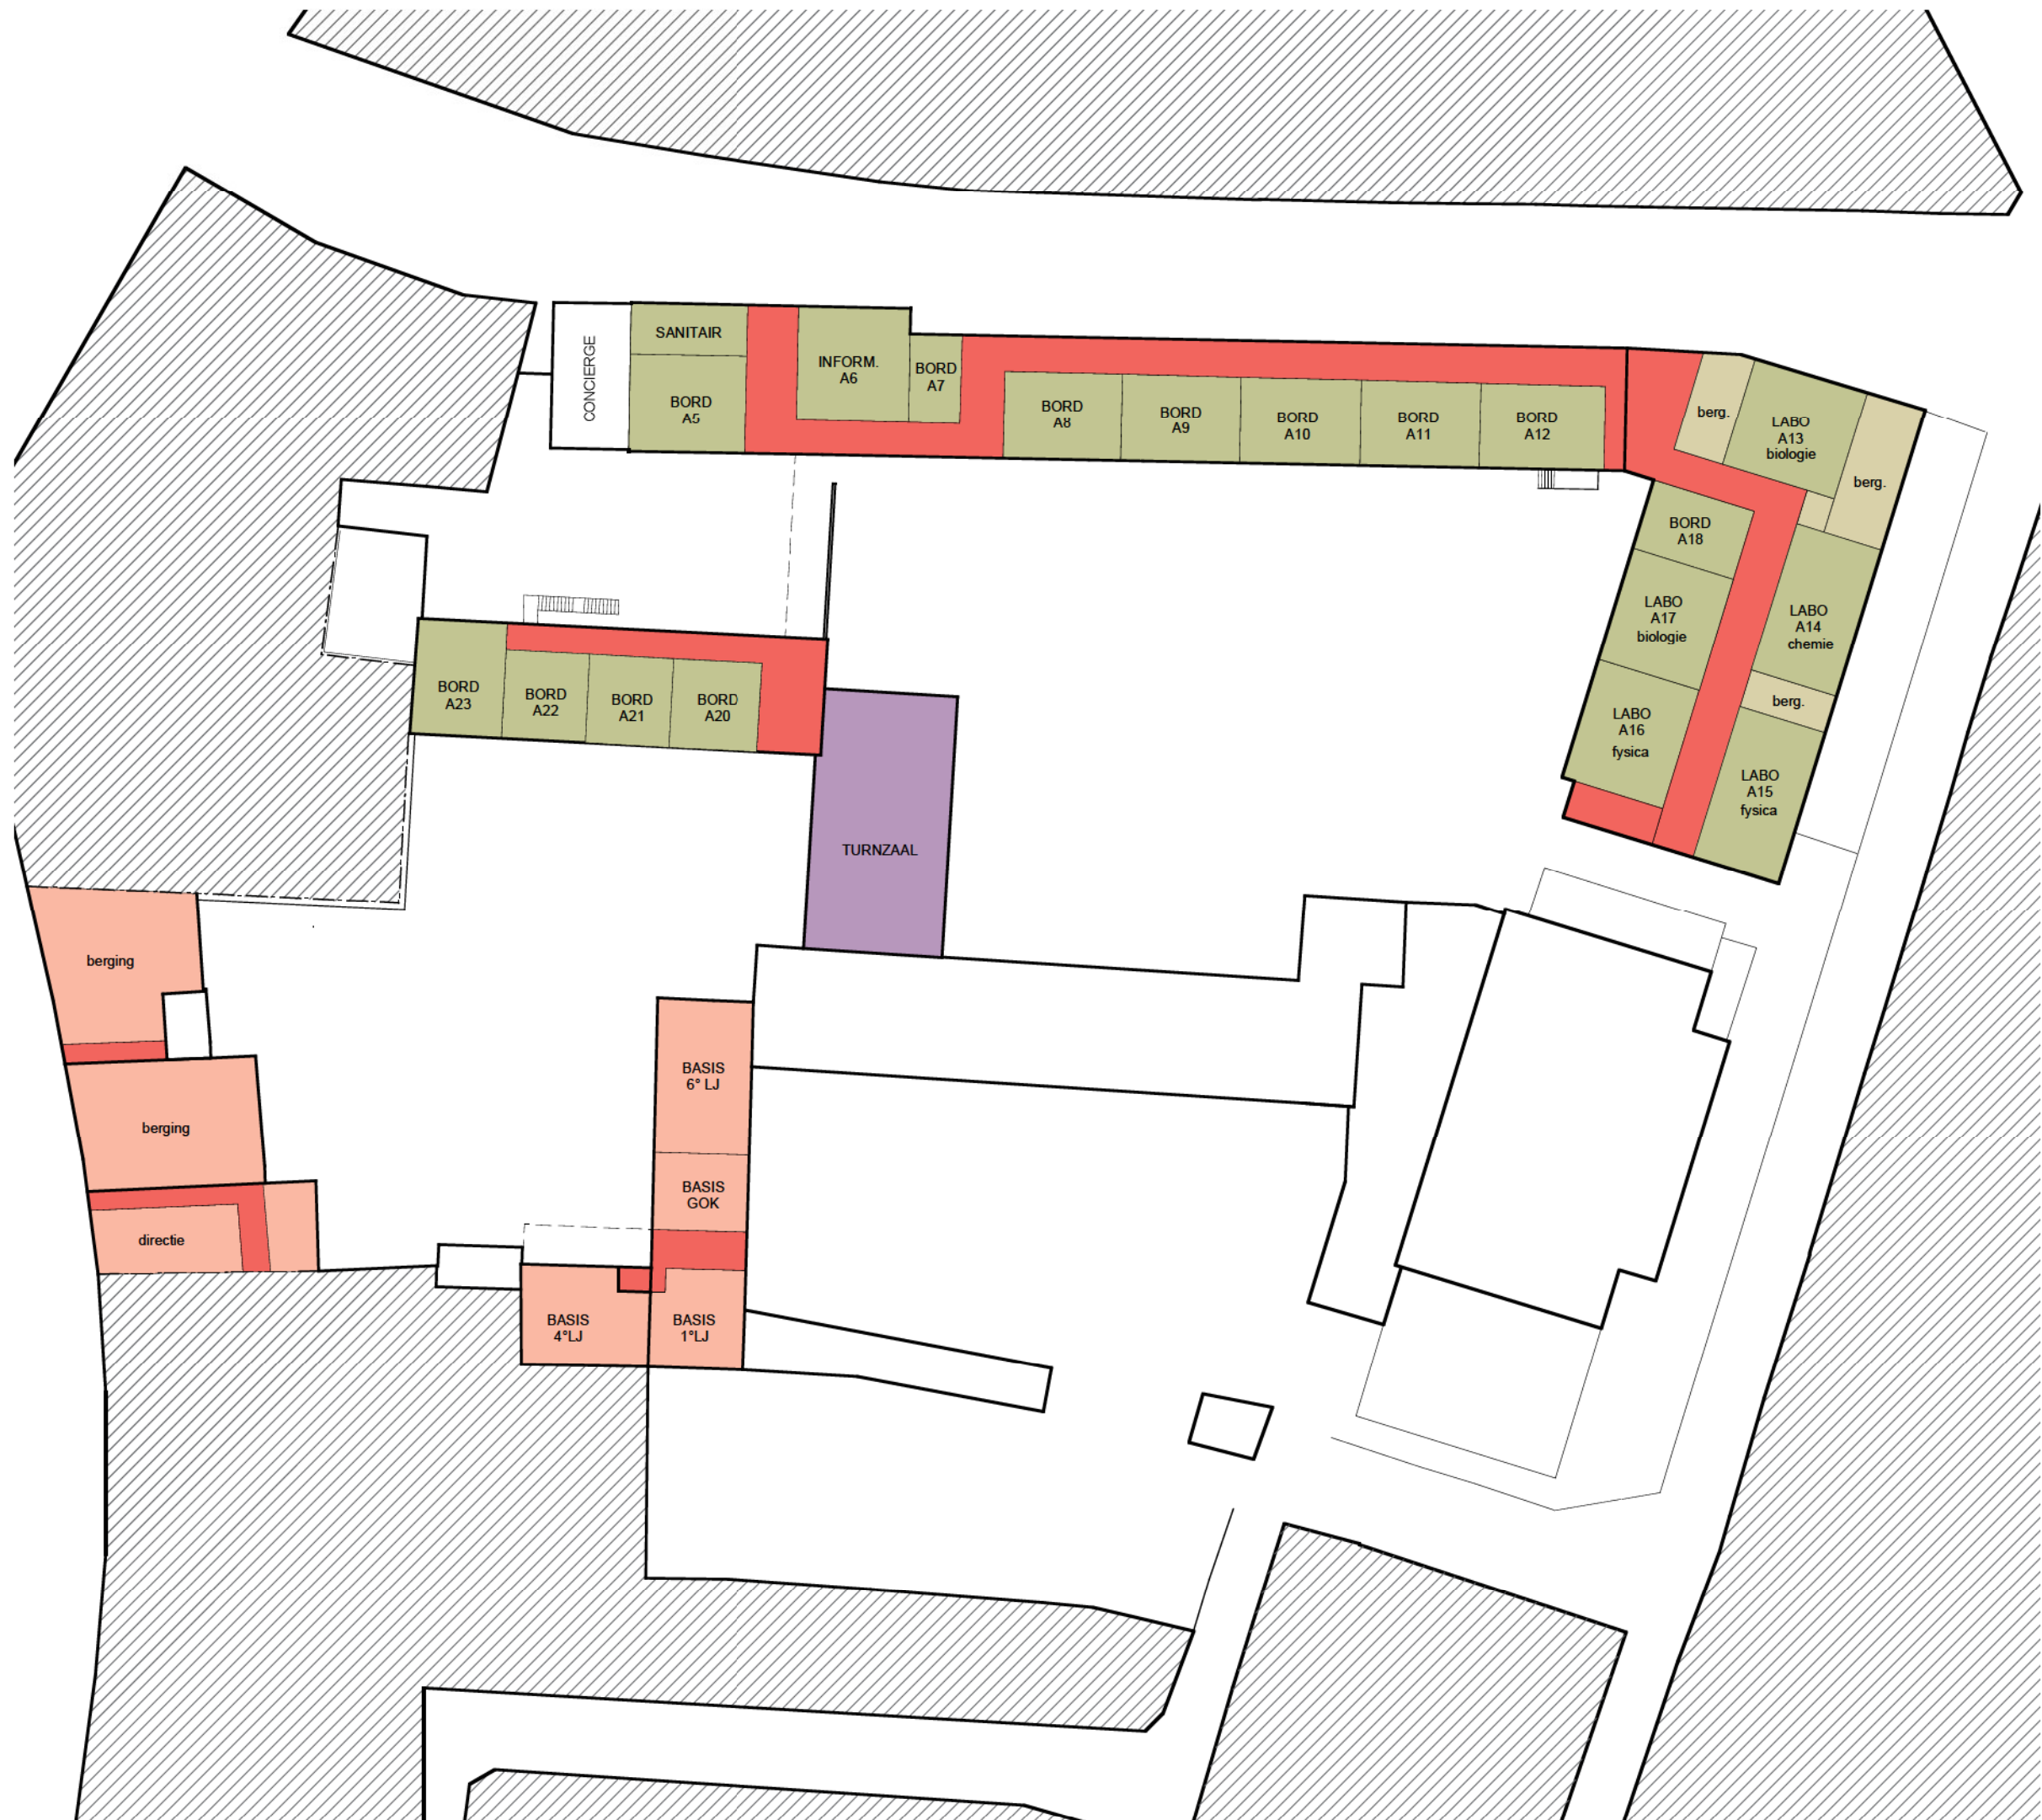 CONCIERGE
SANITAIR
BORD
A5
INFORM.
A6
BORD
A7
BORD
A8
BORD
A9
BORD
A10
BORD
A11
BORD
A12
berg.
LABO
A13
biologie
berg.
BORD
A18
LABO
A17
biologie
LABO
A14
chemie
berg.
LABO
A16
fysica
LABO
A15
fysica
BORD
A23
BORD
A22
BORD
A21
BORD
A20
TURNZAAL
berging
berging
directie
BASIS
6° LJ
BASIS
GOK
BASIS
4°LJ
BASIS
1°LJ